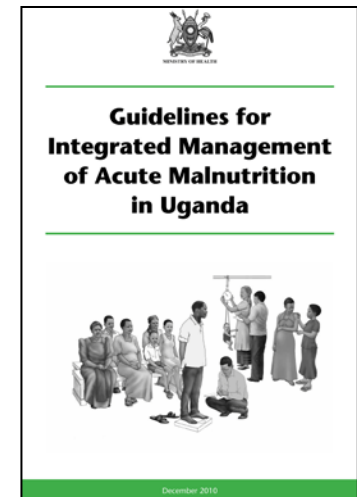 MINISTRY OF HEALTH
Guidelines for
Integrated Management
of Acute Malnutrition
in Uganda
December 2010